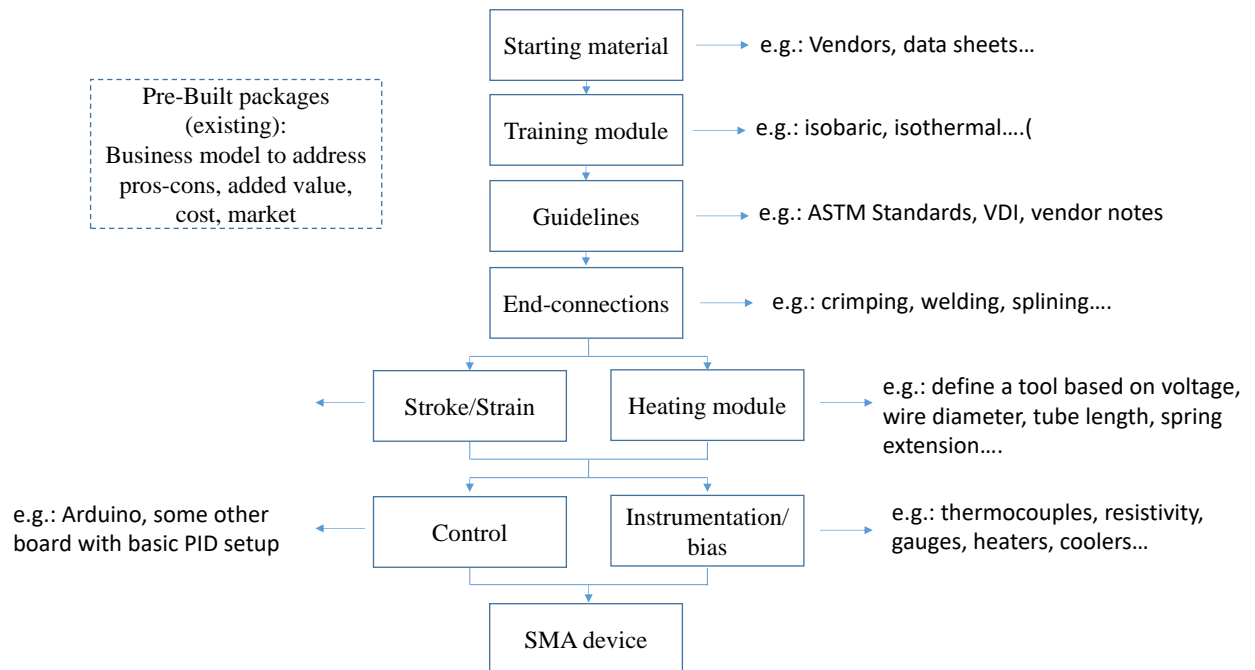 Starting material
e.g.: Vendors, data sheets…
Pre-Built packages
(existing):
Business model to address
pros-cons, added value,
cost, market
Training module
e.g.: isobaric, isothermal….(
Guidelines
e.g.: ASTM Standards, VDI, vendor notes
End-connections
e.g.: crimping, welding, splining….
Stroke/Strain
Heating module
e.g.: define a tool based on voltage,
wire diameter, tube length, spring
extension….
e.g.: Arduino, some other
board with basic PID setup
Control
Instrumentation/
bias
e.g.: thermocouples, resistivity,
gauges, heaters, coolers…
SMA device